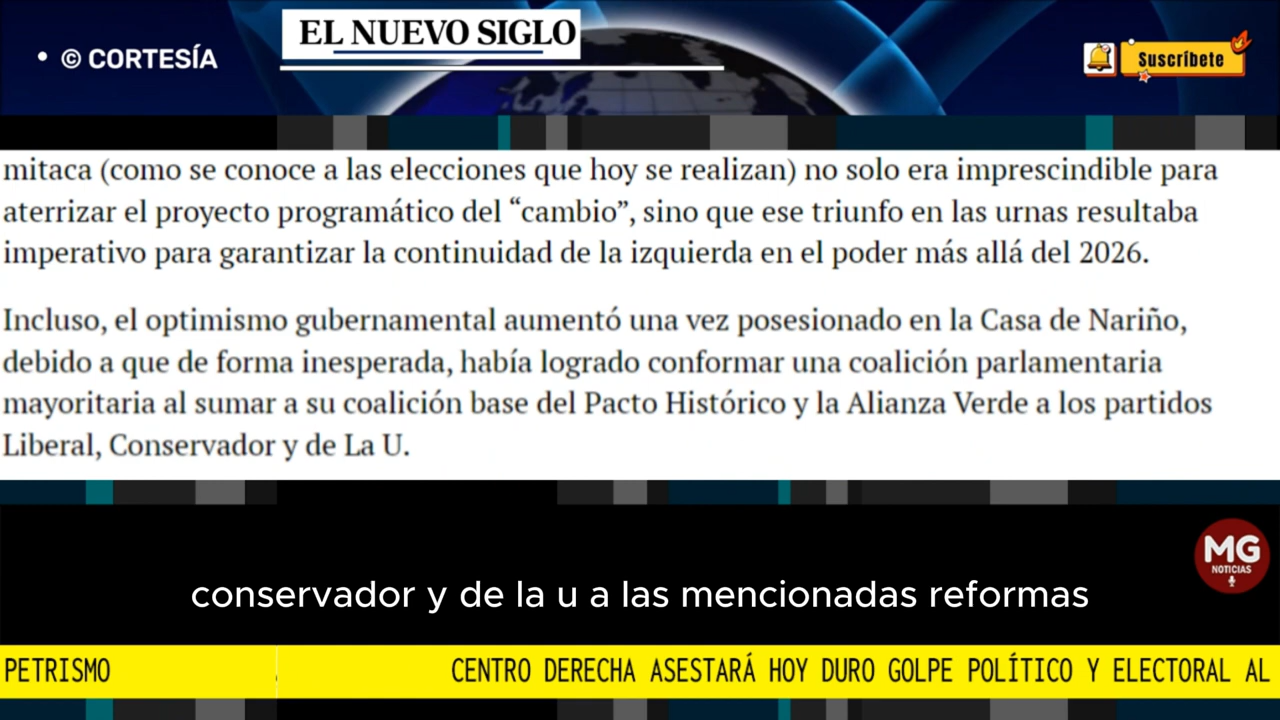 • © CORTESÍA
EL NUEVO SIGLO
Suscríbete
mitaca (como se conoce a las elecciones que hoy se realizan) no solo era imprescindible para
aterrizar el proyecto programático del “cambio”, sino que ese triunfo en las urnas resultaba
imperativo para garantizar la continuidad de la izquierda en el poder más allá del 2026.
Incluso, el optimismo gubernamental aumentó una vez posesionado en la Casa de Nariño,
debido a que de forma inesperada, había logrado conformar una coalición parlamentaria
mayoritaria al sumar a su coalición base del Pacto Histórico y la Alianza Verde a los partidos
Liberal, Conservador y de La U.
MG
NOTICIAS
conservador y de la u a las mencionadas reformas
PETRISMO
CENTRO DERECHA ASESTARÁ HOY DURO GOLPE POLÍTICO Y ELECTORAL AL